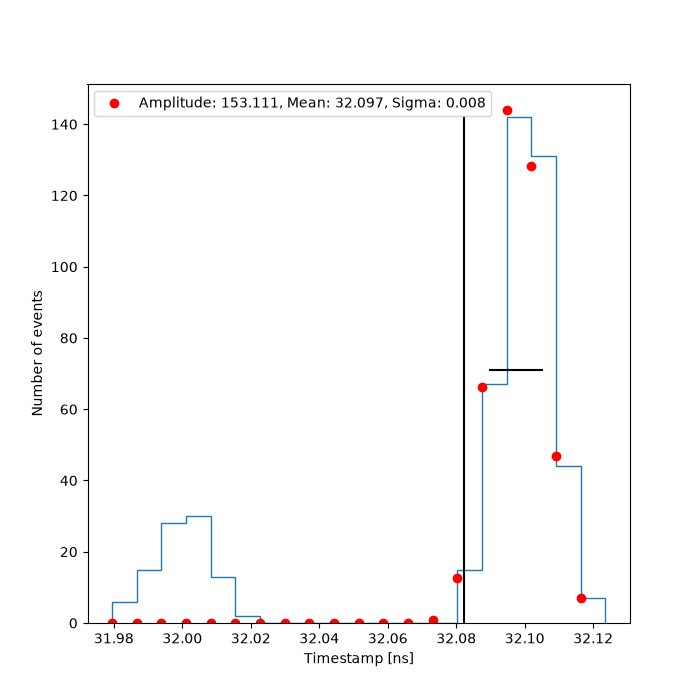 Amplitude: 153.111, Mean: 32.097, Sigma: 0.008
140
120
100
80
60
40
20
0
Number of events
31.98 32.00 32.02 32.04 32.06 32.08 32.10 32.12
Timestamp [ns]